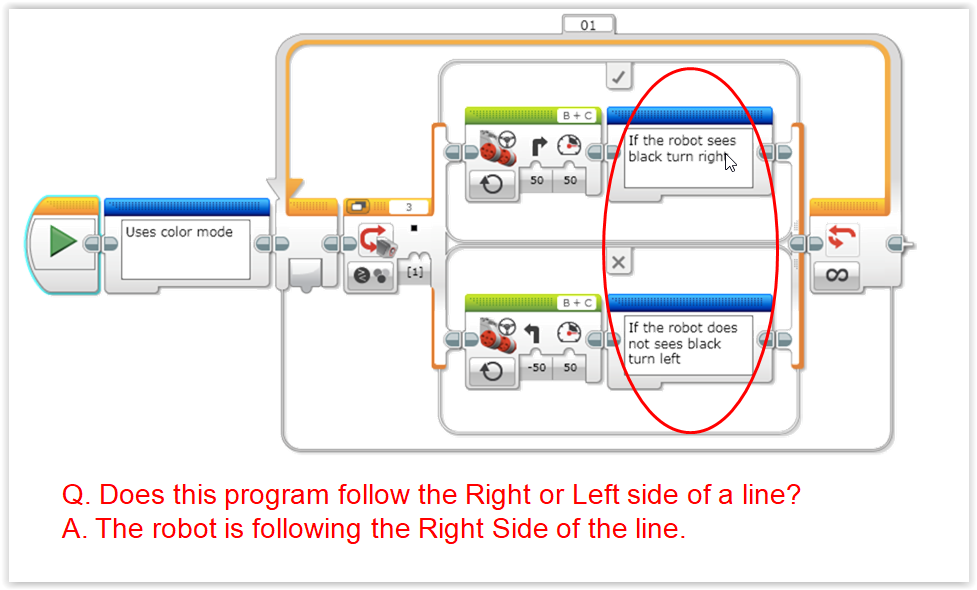 01
B + C
If the robot sees
black turn right
50 50
Uses color mode
3
[1]
B + C
If the robot does
not sees black
turn left
-50 50
Q. Does this program follow the Right or Left side of a line?
A. The robot is following the Right Side of the line.